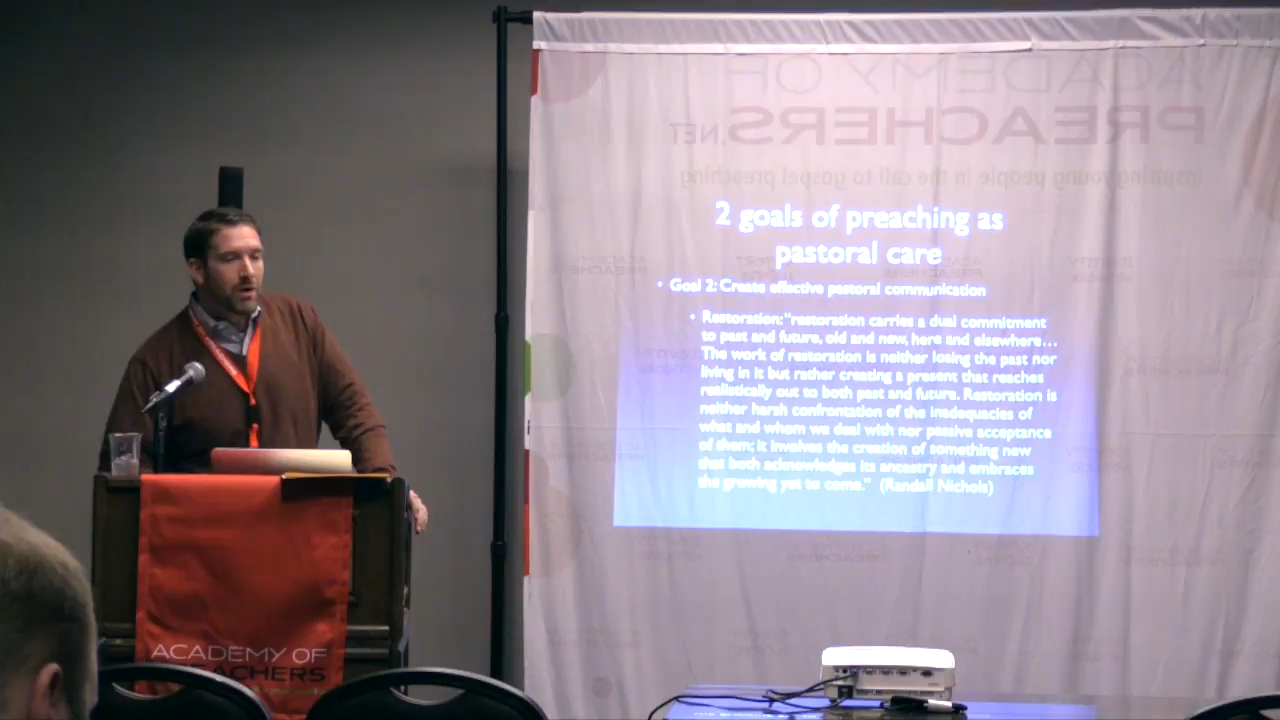 ACADEMY OF
PREACHERS.NET
inspiring young people in the call to gospel preaching
2 goals of preaching as
pastoral care
• Goal 2: Create effective pastoral communication
• Restoration: "restoration carries a dual commitment
to past and future, old and new, here and elsewhere…
The work of restoration is neither losing the past nor
living in it but rather creating a present that reaches
realistically out to both past and future. Restoration is
neither harsh confrontation of the inadequacies of
what and whom we deal with nor passive acceptance
of them; it involves the creation of something new
that both acknowledges its ancestry and embraces
the growing yet to come." (Randall Nichols)
ACADEMY OF
PREACHERS